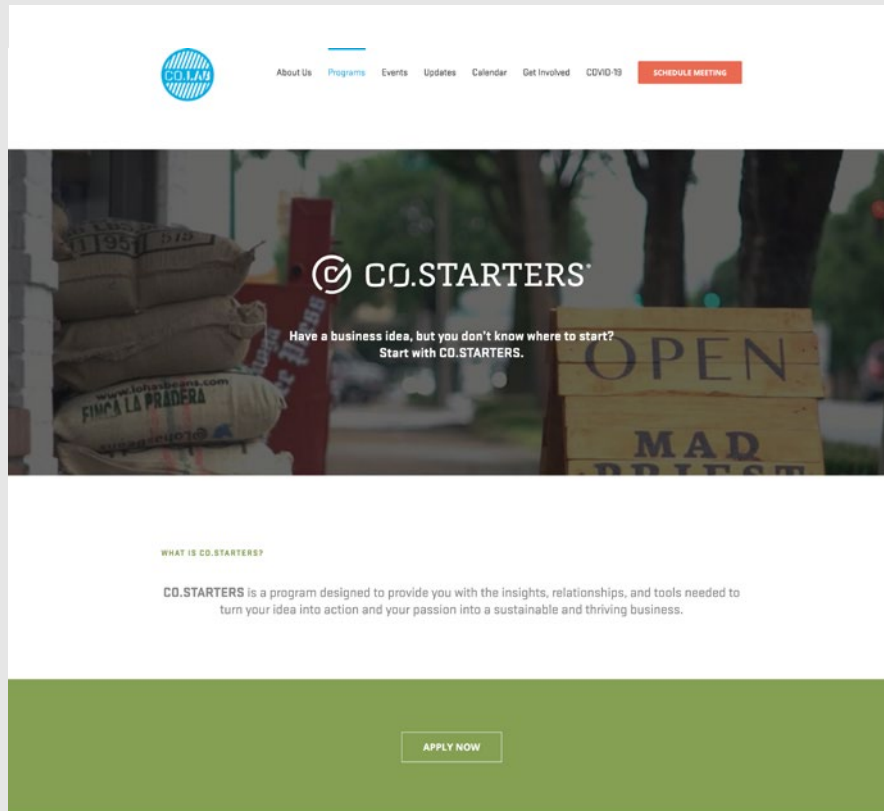 CO.LAB
About Us Programs Events Updates Calendar Get Involved COVID-19 SCHEDULE MEETING
CO.STARTERS
Have a business idea, but you don't know where to start?
Start with CO.STARTERS.
www.lohasbeans.com
FINCA LA PRADERA
OPEN
MAD
PRIEST
WHAT IS CO.STARTERS?
CO.STARTERS is a program designed to provide you with the insights, relationships, and tools needed to
turn your idea into action and your passion into a sustainable and thriving business.
APPLY NOW